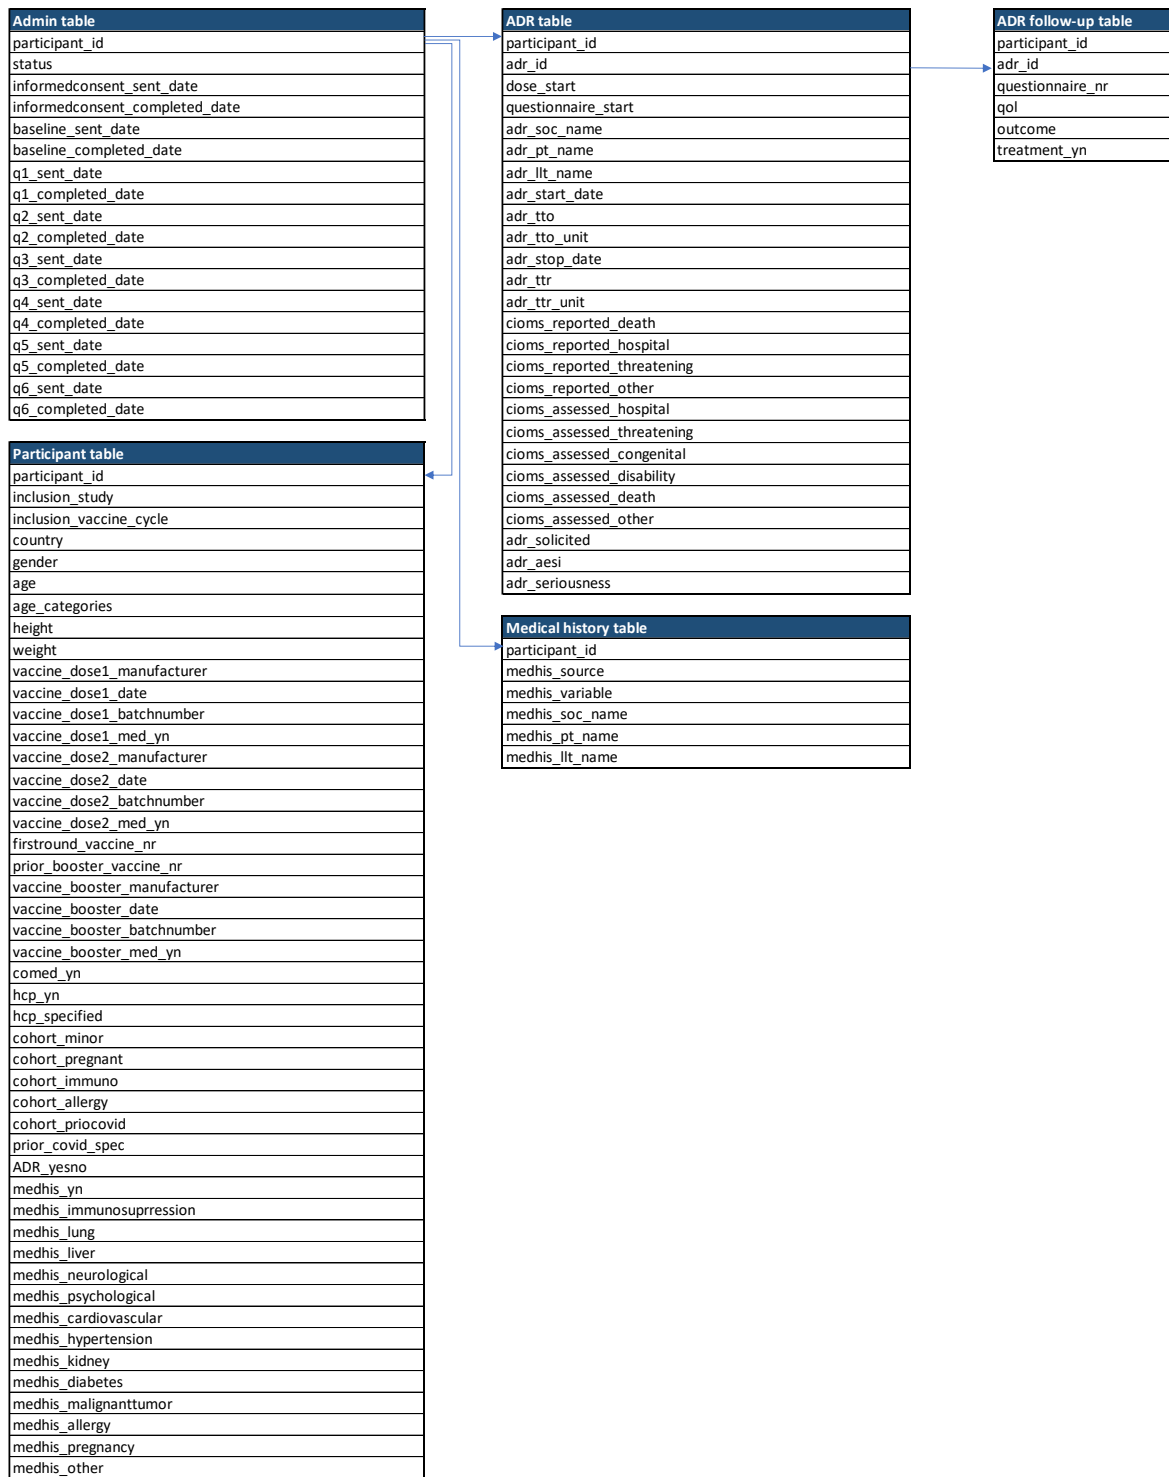 Admin table
participant_id
status
informedconsent_sent_date
informedconsent_completed_date
baseline_sent_date
baseline_completed_date
q1_sent_date
q1_completed_date
q2_sent_date
q2_completed_date
q3_sent_date
q3_completed_date
q4_sent_date
q4_completed_date
q5_sent_date
q5_completed_date
q6_sent_date
q6_completed_date
Participant table
participant_id
inclusion_study
inclusion_vaccine_cycle
country
gender
age
age_categories
height
weight
vaccine_dose1_manufacturer
vaccine_dose1_date
vaccine_dose1_batchnumber
vaccine_dose1_med_yn
vaccine_dose2_manufacturer
vaccine_dose2_date
vaccine_dose2_batchnumber
vaccine_dose2_med_yn
firstround_vaccine_nr
prior_booster_vaccine_nr
vaccine_booster_manufacturer
vaccine_booster_date
vaccine_booster_batchnumber
vaccine_booster_med_yn
comed_yn
hcp_yn
hcp_specified
cohort_minor
cohort_pregnant
cohort_immuno
cohort_allergy
cohort_priocovid
prior_covid_spec
ADR_yesno
medhis_yn
medhis_immunosuprression
medhis_lung
medhis_liver
medhis_neurological
medhis_psychological
medhis_cardiovascular
medhis_hypertension
medhis_kidney
medhis_diabetes
medhis_malignanttumor
medhis_allergy
medhis_pregnancy
medhis_other
ADR table
participant_id
adr_id
dose_start
questionnaire_start
adr_soc_name
adr_pt_name
adr_llt_name
adr_start_date
adr_tto
adr_tto_unit
adr_stop_date
adr_ttr
adr_ttr_unit
cioms_reported_death
cioms_reported_hospital
cioms_reported_threatening
cioms_reported_other
cioms_assessed_hospital
cioms_assessed_threatening
cioms_assessed_congenital
cioms_assessed_disability
cioms_assessed_death
cioms_assessed_other
adr_solicited
adr_aesi
adr_seriousness
Medical history table
participant_id
medhis_source
medhis_variable
medhis_soc_name
medhis_pt_name
medhis_llt_name
ADR follow-up table
participant_id
adr_id
questionnaire_nr
qol
outcome
treatment_yn